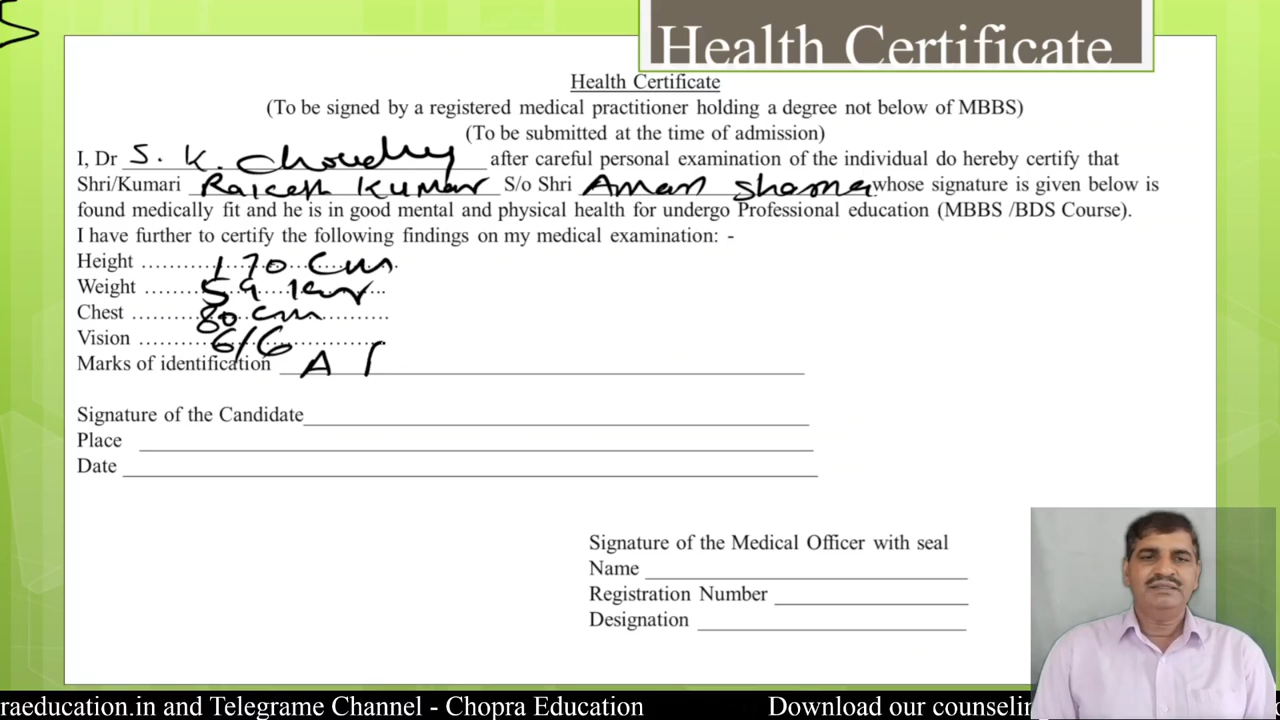 Health Certificate
Health Certificate
(To be signed by a registered medical practitioner holding a degree not below of MBBS)
(To be submitted at the time of admission)
I, Dr S. K. Choudhy after careful personal examination of the individual do hereby certify that
Shri/Kumari Rakesh Kumar S/o Shri Aman Sharma whose signature is given below is
found medically fit and he is in good mental and physical health for undergo Professional education (MBBS /BDS Course).
I have further to certify the following findings on my medical examination: -
Height 170 cm
Weight 59
Chest 80 cm
Vision 6/6
Marks of identification A
Signature of the Candidate
Place
Date
Signature of the Medical Officer with seal
Name
Registration Number
Designation
raeducation.in and Telegrame Channel - Chopra Education Download our counselin